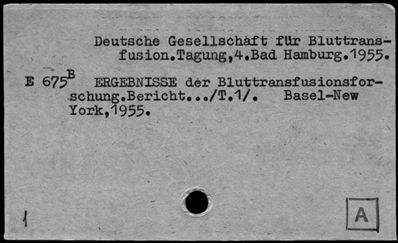 Deutsche Gesellschaft für Bluttrans-
fusion.Tagung,4.Bad Hamburg.1955.
E 675B ERGEBNISSE der Bluttransfusionsfor-
schung.Bericht.../T.1/. Basel-New
York,1955.
1
A